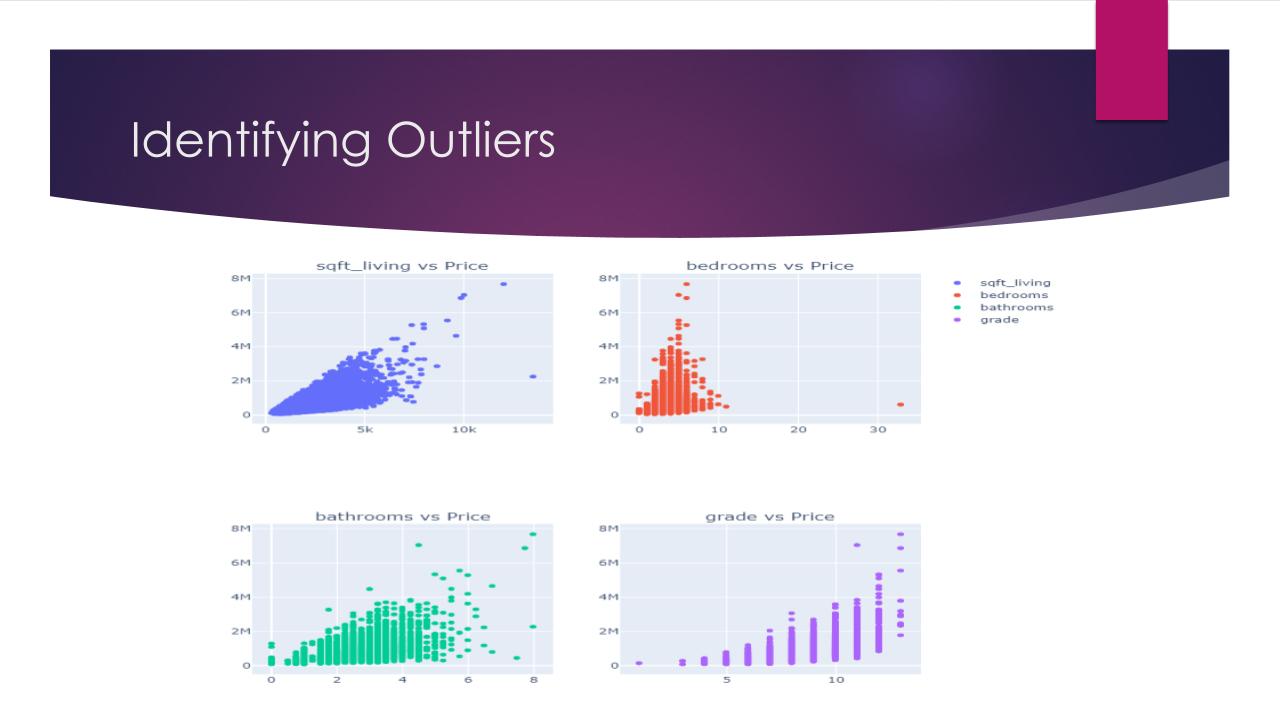 Identifying Outliers
sqft_living vs Price
8M
6M
4M
2M
0
0 5k 10k
bedrooms vs Price
8M
6M
4M
2M
0
0 10 20 30
sqft_living
bedrooms
bathrooms
grade
bathrooms vs Price
8M
6M
4M
2M
0
0 2 4 6 8
grade vs Price
8M
6M
4M
2M
0
5 10